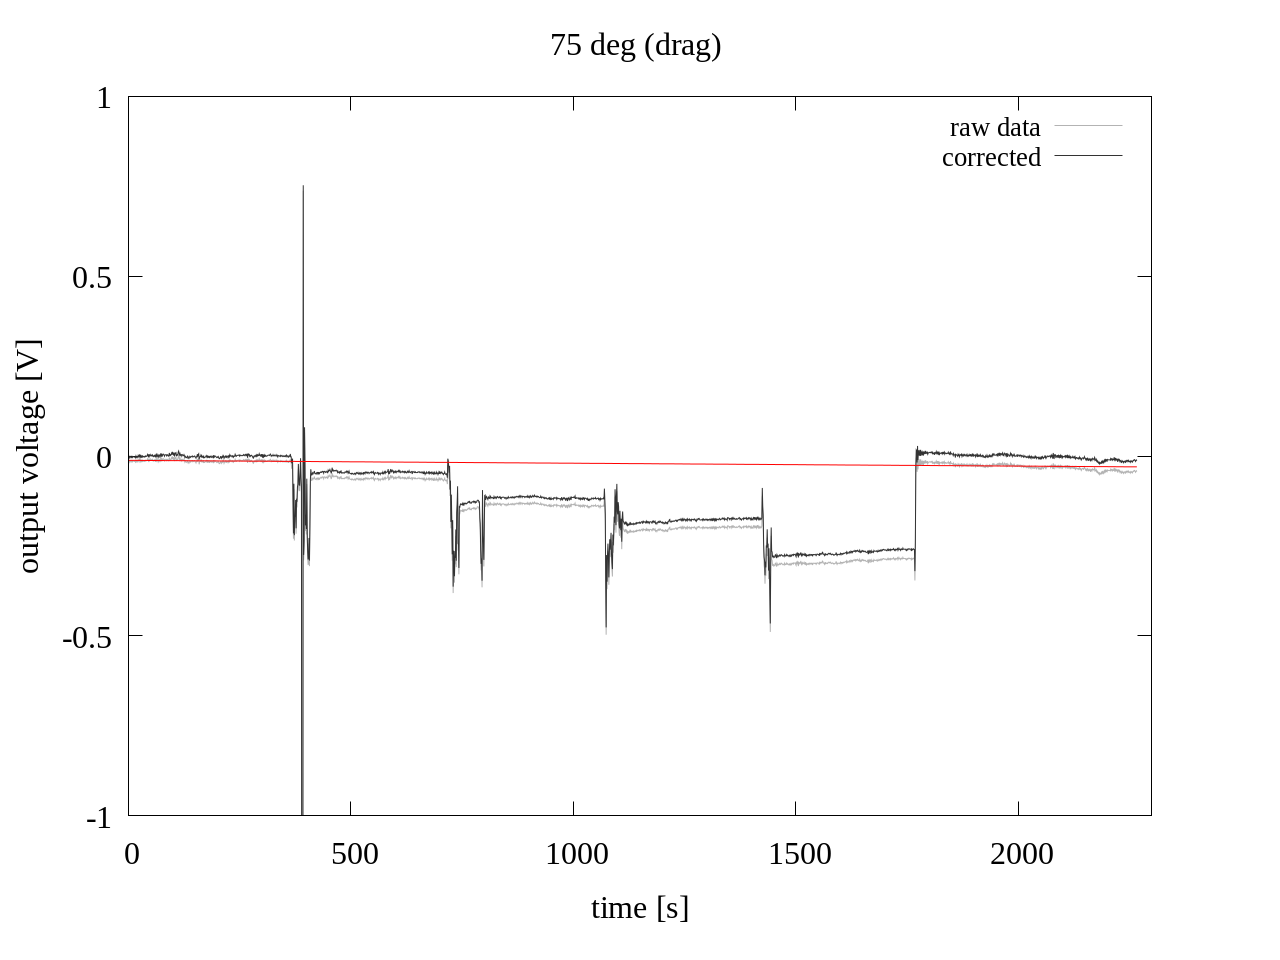 75 deg (drag)
raw data
corrected
output voltage [V]
1
0.5
0
-0.5
-1
0 500 1000 1500 2000
time [s]